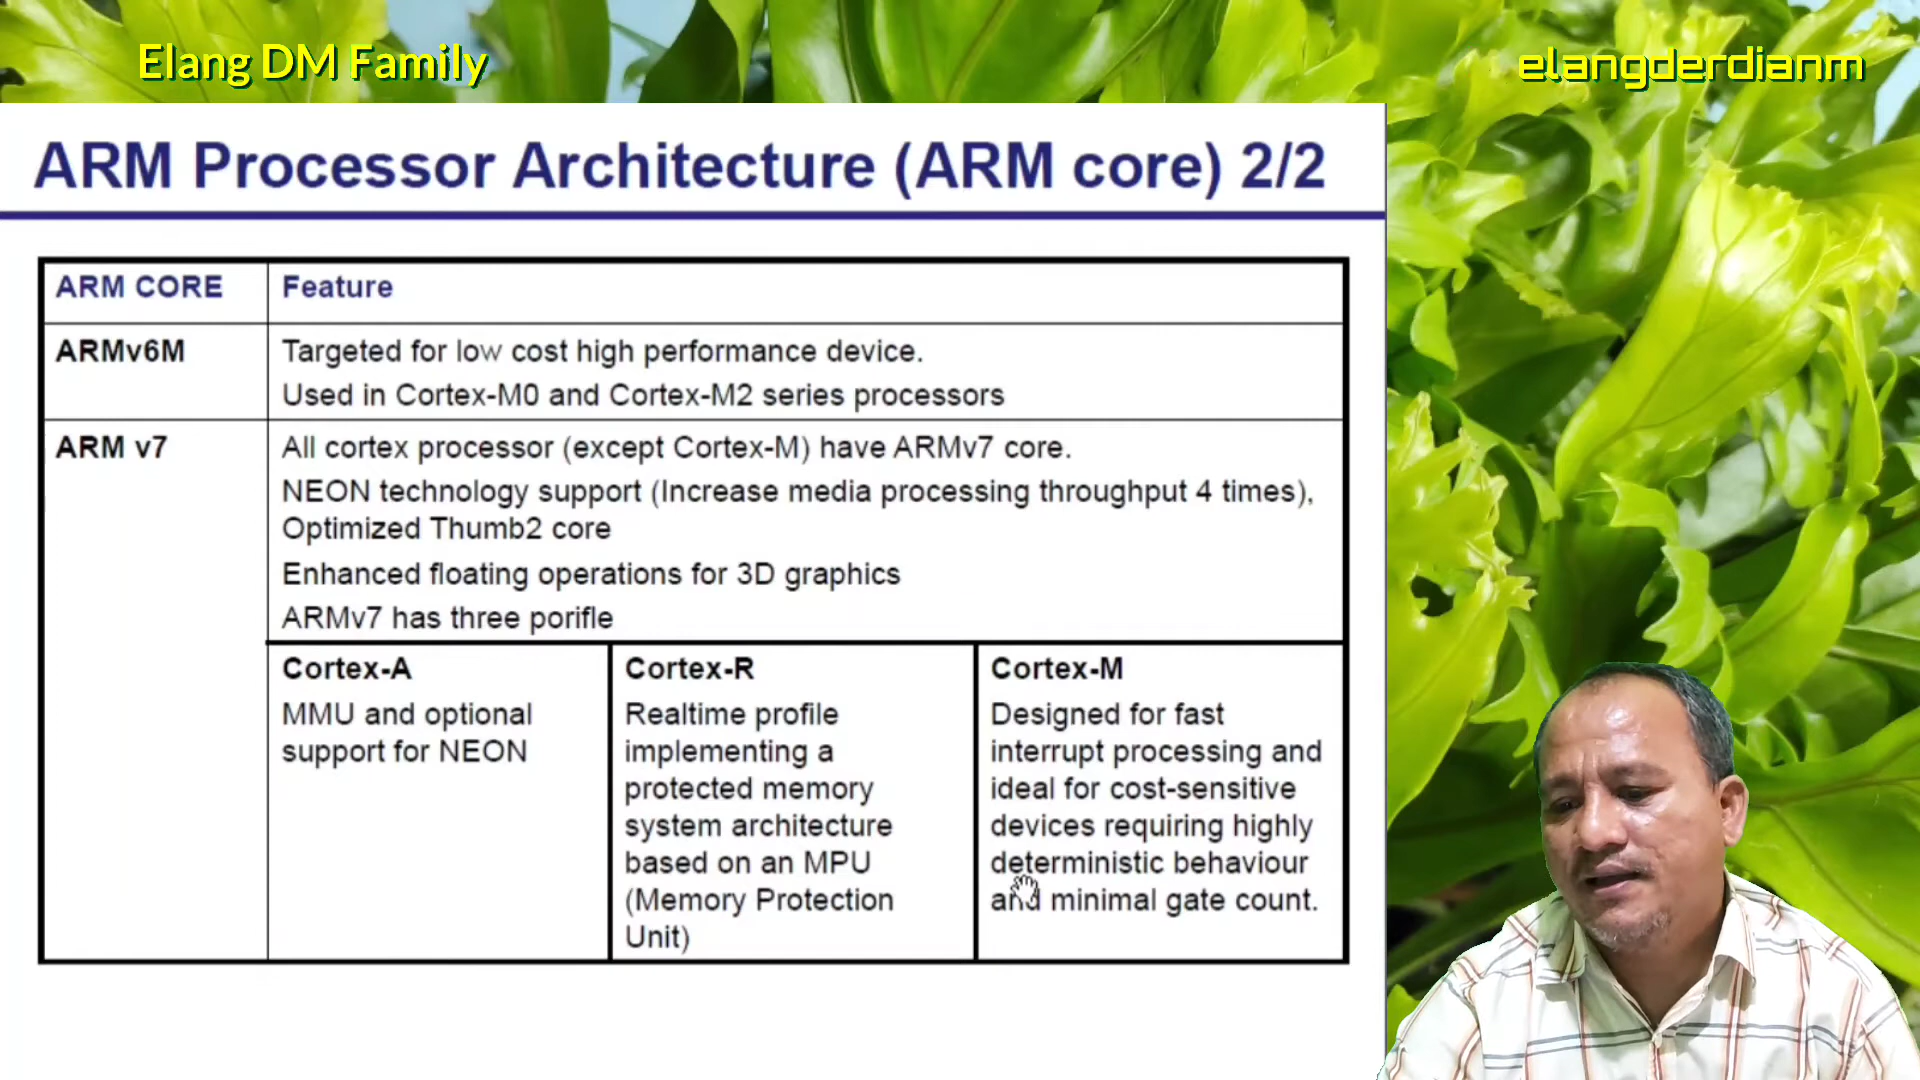 Elang DM Family
elangderdianm
ARM Processor Architecture (ARM core) 2/2
ARM CORE
Feature
ARMv6M
Targeted for low cost high performance device.
Used in Cortex-M0 and Cortex-M2 series processors
ARM v7
All cortex processor (except Cortex-M) have ARMv7 core.
NEON technology support (Increase media processing throughput 4 times),
Optimized Thumb2 core
Enhanced floating operations for 3D graphics
ARMv7 has three porifle
Cortex-A
MMU and optional
support for NEON
Cortex-R
Realtime profile
implementing a
protected memory
system architecture
based on an MPU
(Memory Protection
Unit)
Cortex-M
Designed for fast
interrupt processing and
ideal for cost-sensitive
devices requiring highly
deterministic behaviour
and minimal gate count.